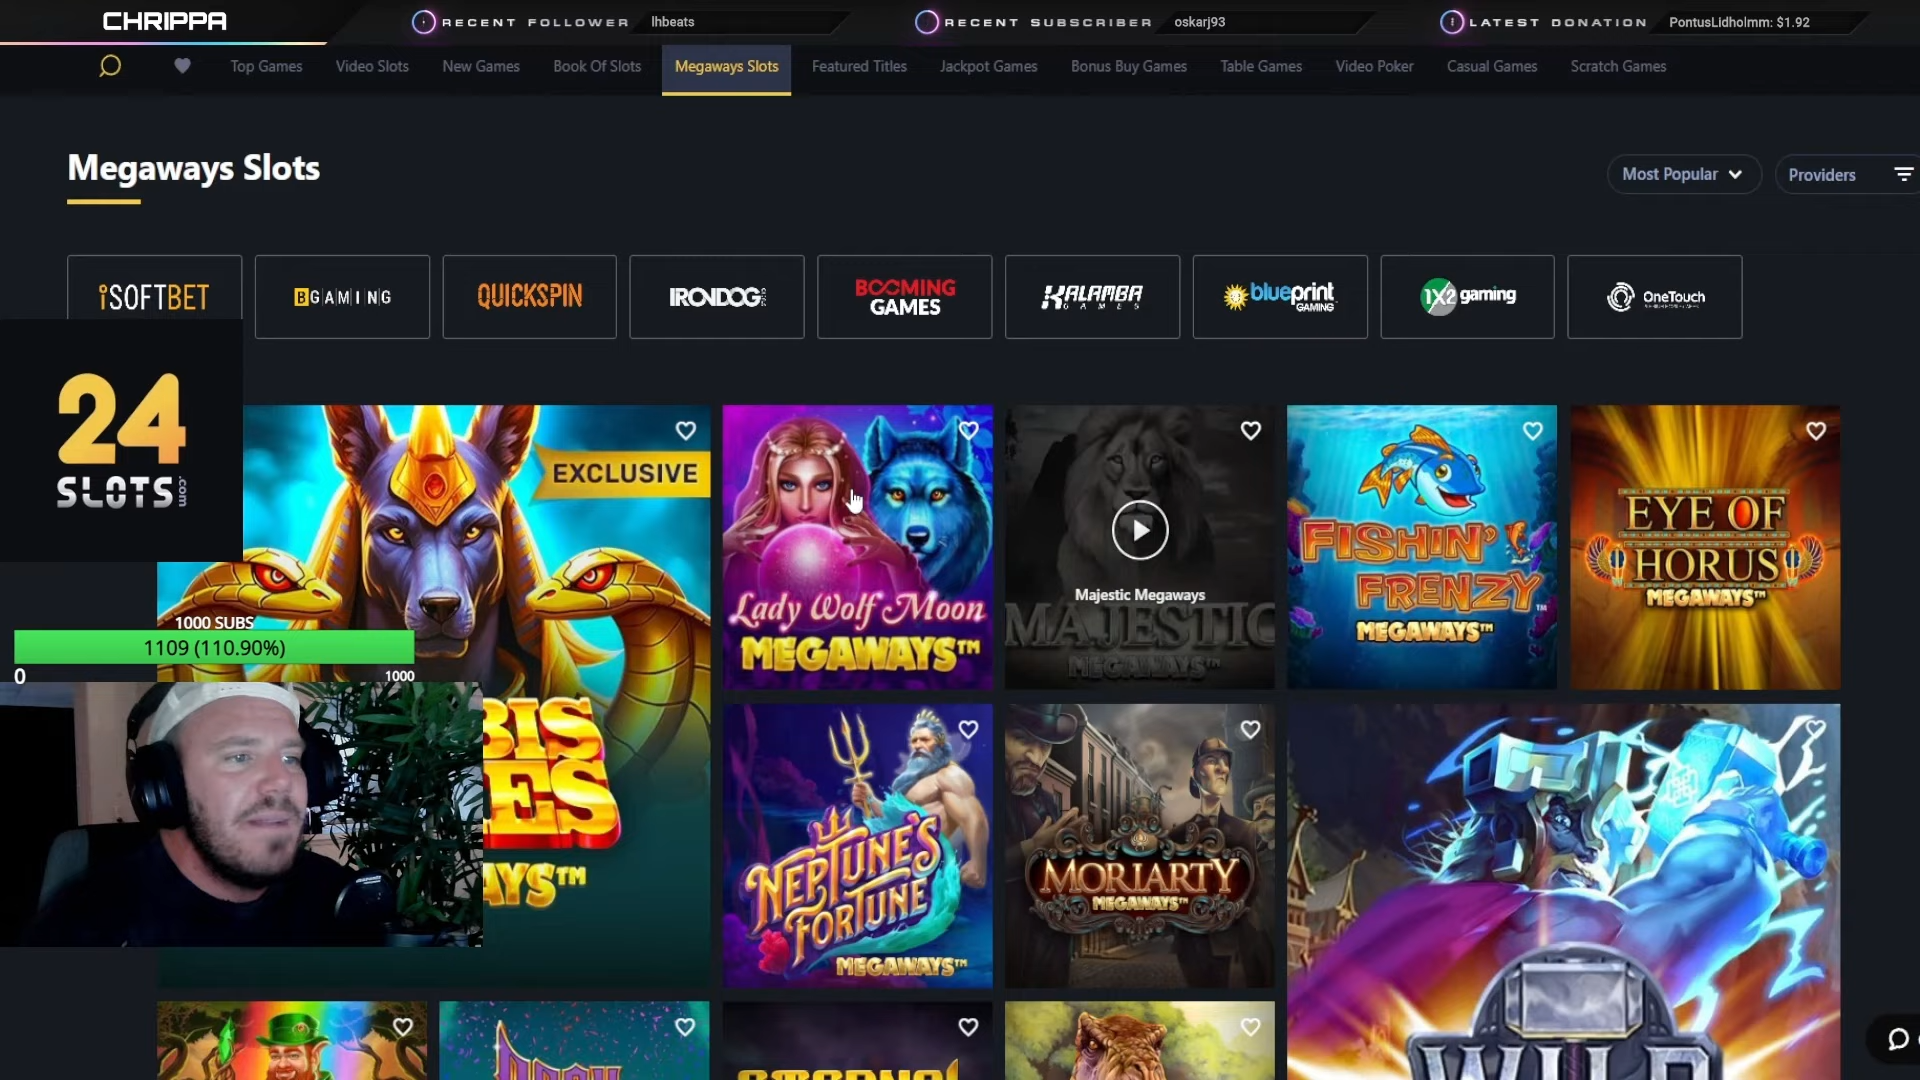 CHRIPPA
RECENT FOLLOWER
lhbeats
RECENT SUBSCRIBER
oskarj93
LATEST DONATION
PontusLidholmm: $1.92
Top Games
Video Slots
New Games
Book Of Slots
Megaways Slots
Featured Titles
Jackpot Games
Bonus Buy Games
Table Games
Video Poker
Casual Games
Scratch Games
Megaways Slots
Most Popular
Providers
iSOFTBET
BGAMING
QUICKSPIN
IRONDOG
BOOMING
GAMES
KALAMBA
GAMES
blueprint
GAMING
1X2 gaming
OneTouch
24
SLOTS.com
EXCLUSIVE
Lady Wolf Moon
MEGAWAYS™
Majestic Megaways
MAJESTIC
MEGAWAYS™
FISHIN'
FRENZY™
MEGAWAYS™
EYE OF
HORUS
MEGAWAYS™
1000 SUBS
1109 (110.90%)
0
1000
NEPTUNE'S
FORTUNE
MEGAWAYS™
MORIARTY
MEGAWAYS™
WILD